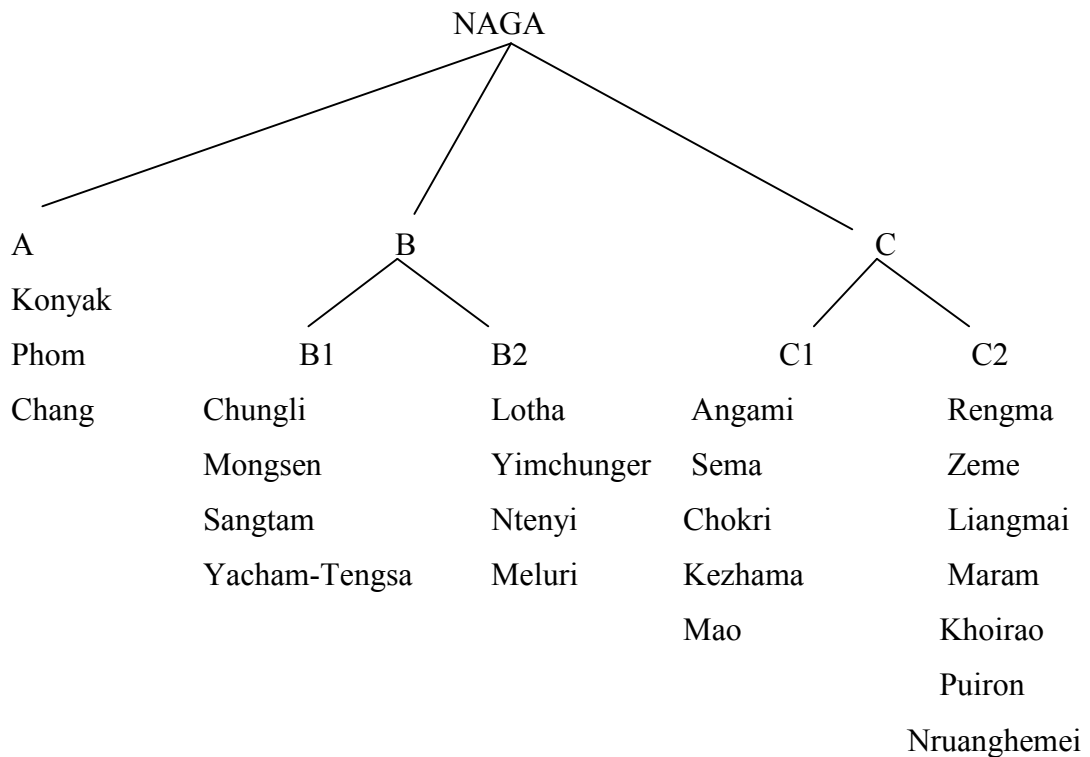 NAGA
A B C
Konyak
Phom B1 B2 C1 C2
Chang Chungli Lotha Angami Rengma
Mongsen Yimchunger Sema Zeme
Sangtam Ntenyi Chokri Liangmai
Yacham-Tengsa Meluri Kezhama Maram
Mao Khoirao
Puiron
Nruanghemei